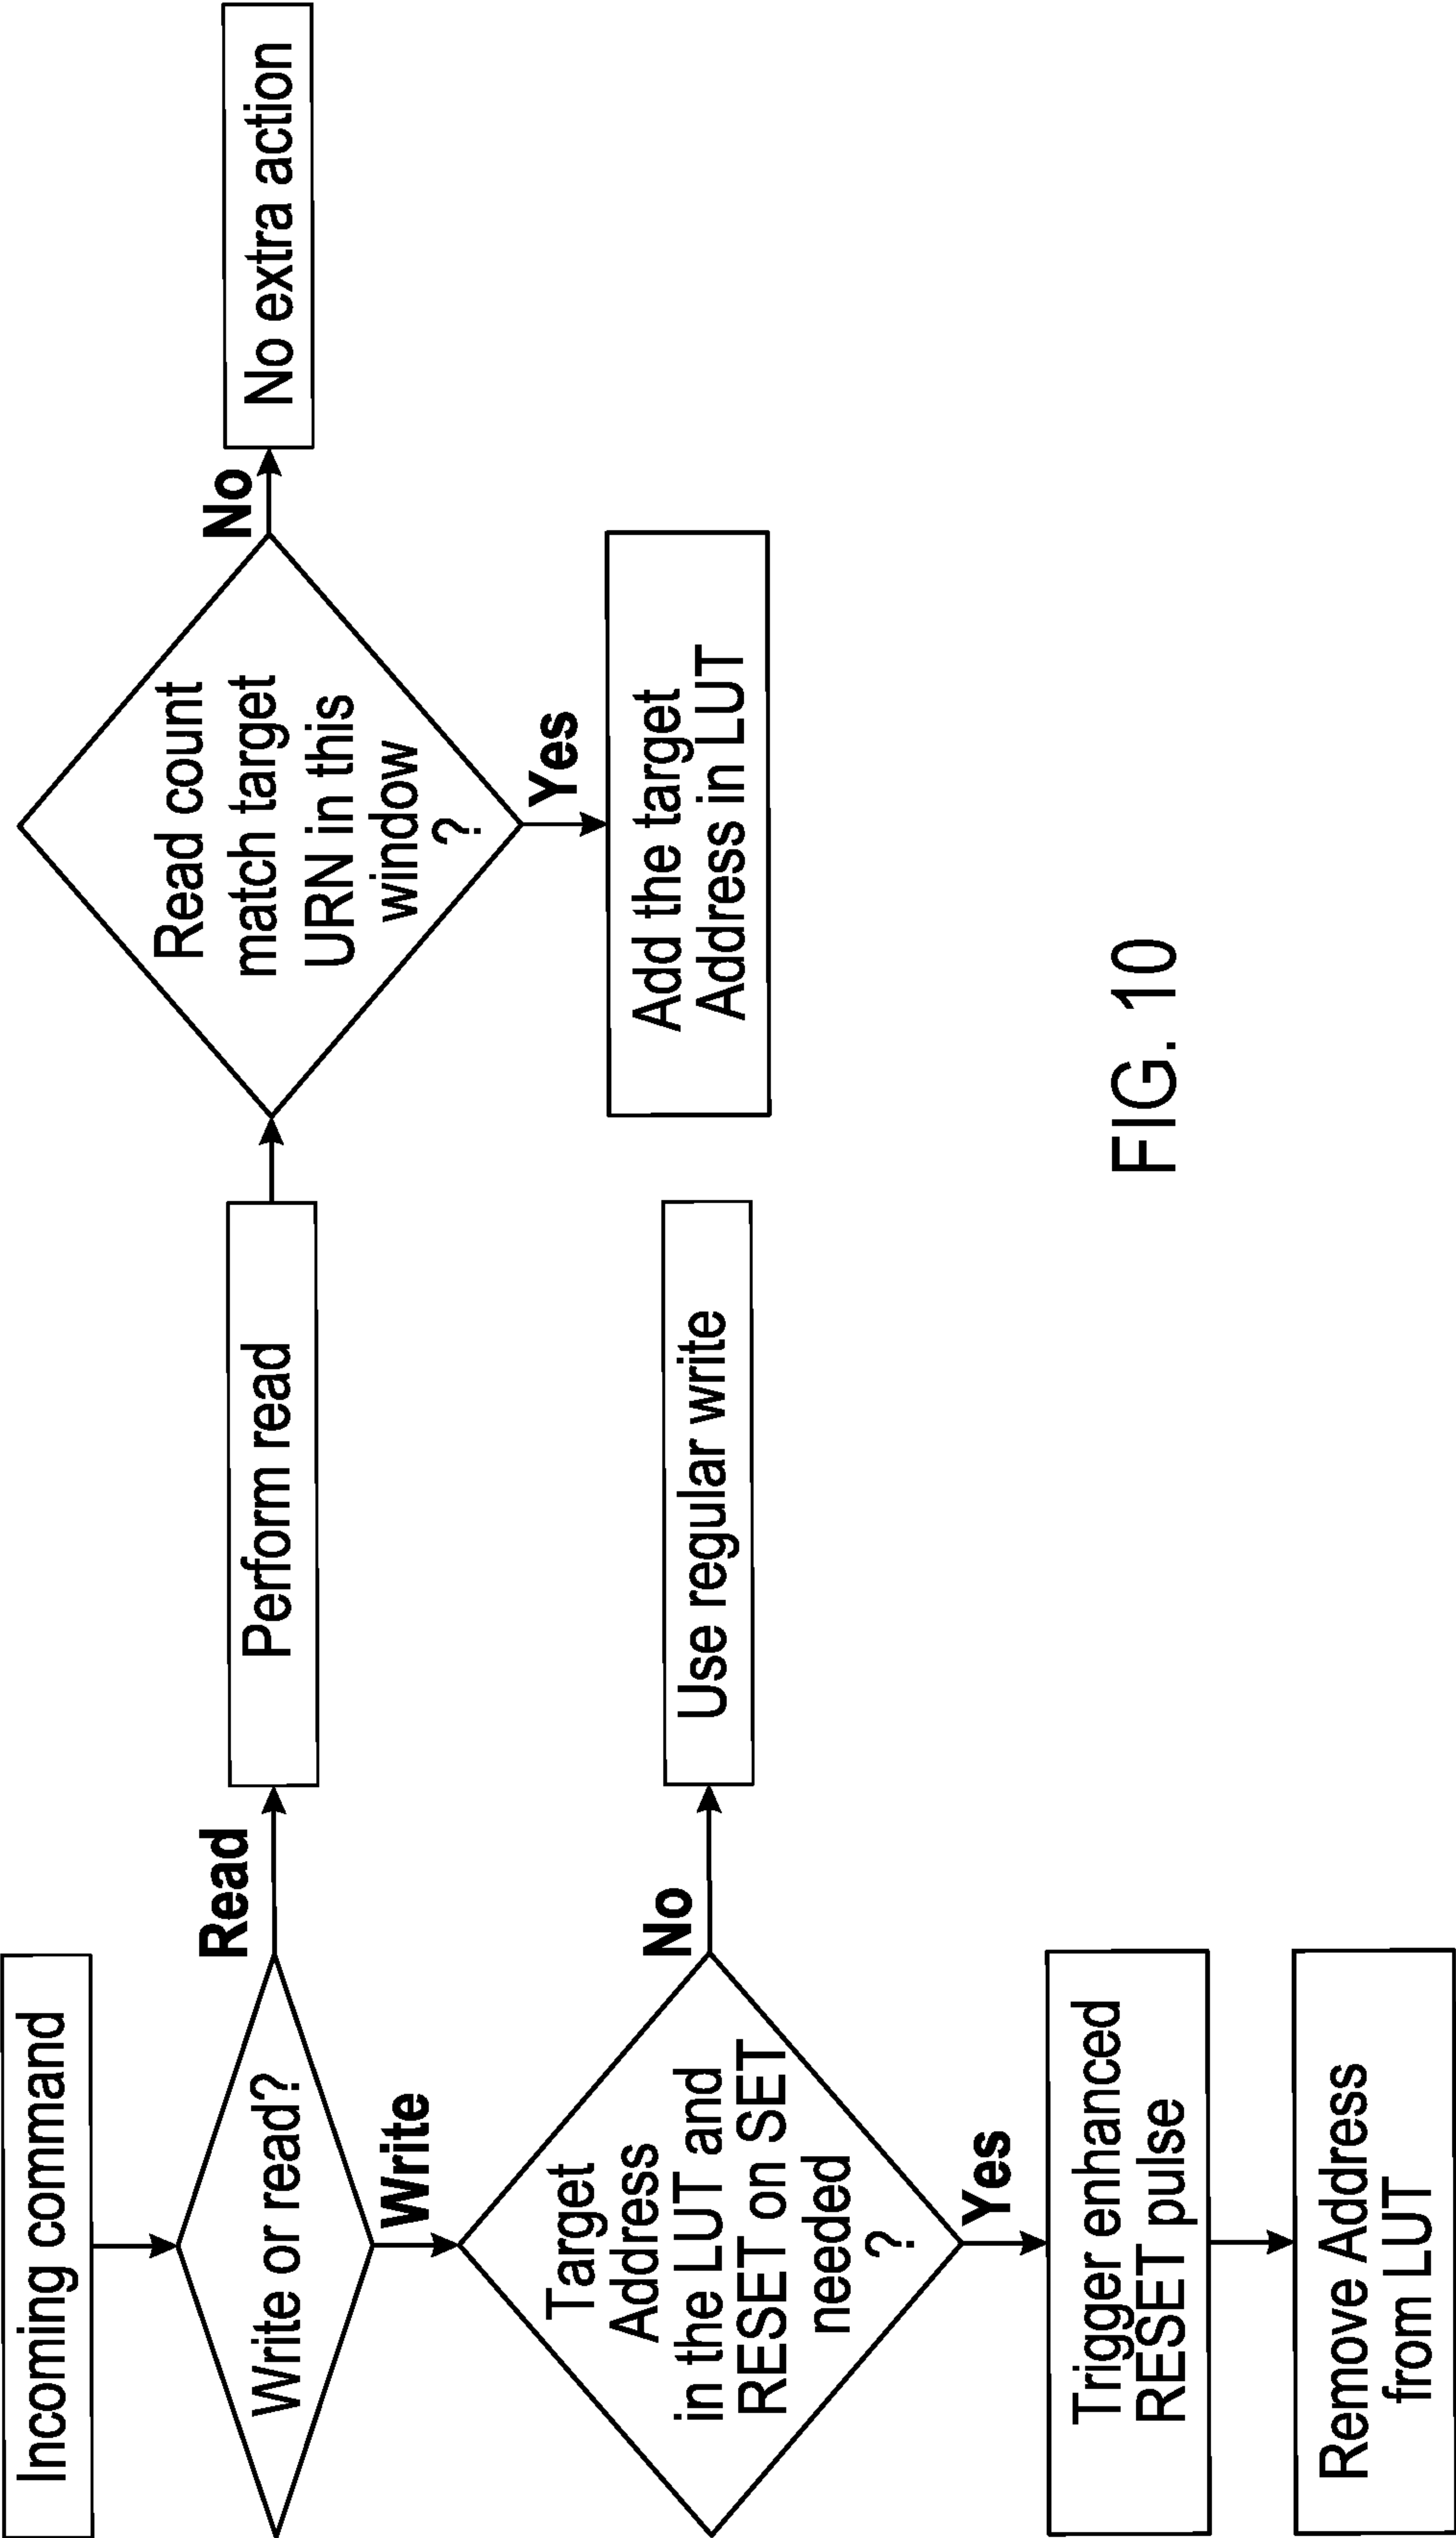 Incoming command
Write or read?
Read
Perform read
Read count
match target
URN in this
window
?
No
No extra action
Yes
Add the target
Address in LUT
Write
Target
Address
in the LUT and
RESET on SET
needed
?
No
Use regular write
Yes
Trigger enhanced
RESET pulse
Remove Address
from LUT
FIG. 10